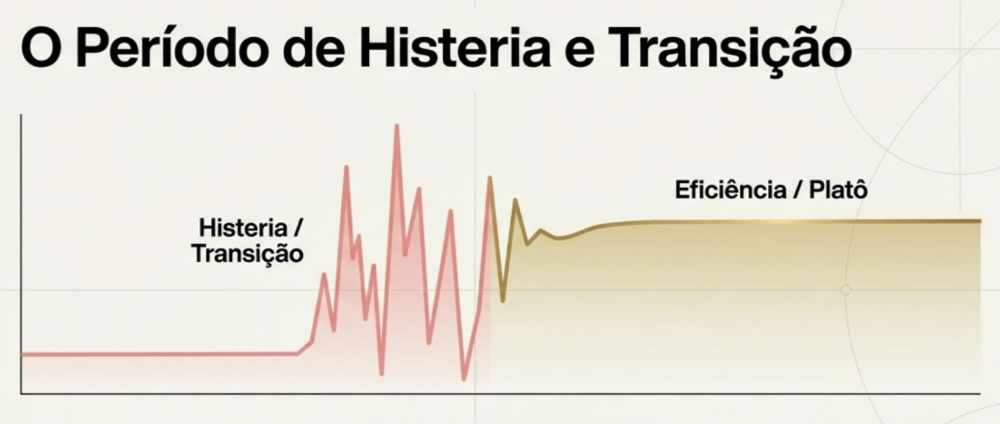 O Período de Histeria e Transição
Histeria /
Transição
Eficiência / Platô